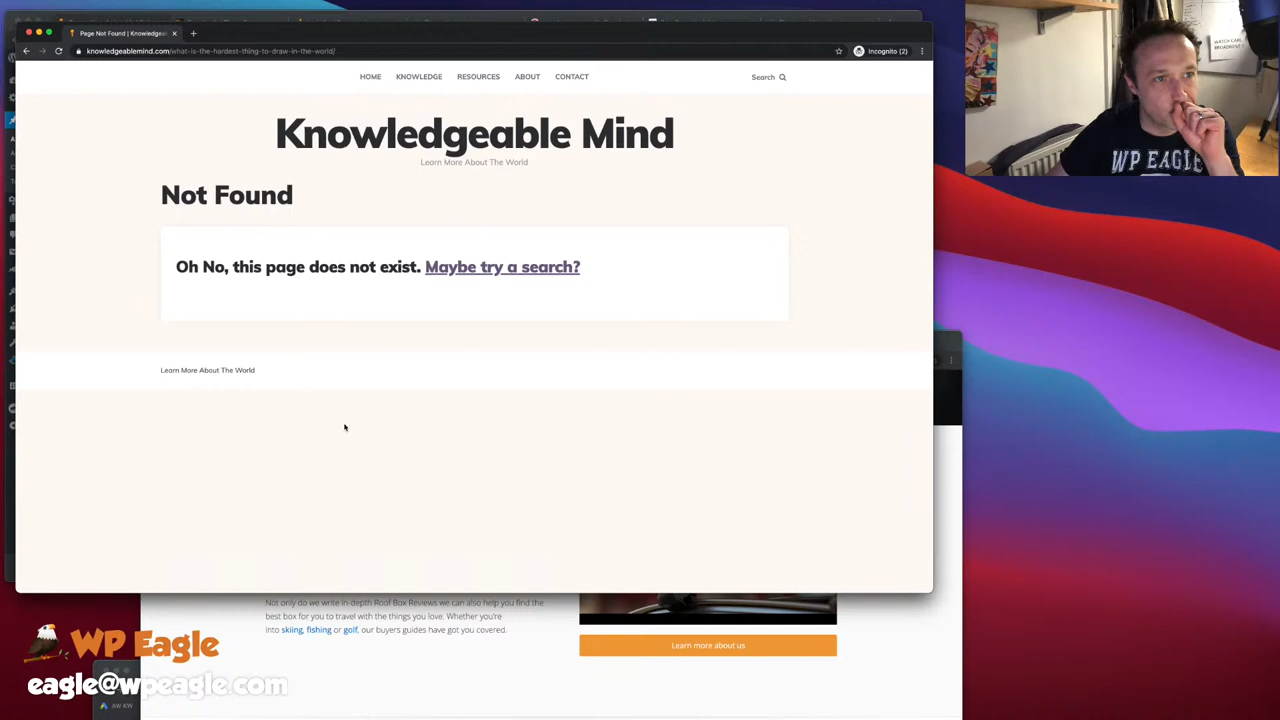 Page Not Found | Knowledgeab
knowledgeablemind.com/what-is-the-hardest-thing-to-draw-in-the-world/
Incognito (2)
HOME KNOWLEDGE RESOURCES ABOUT CONTACT
Search
Knowledgeable Mind
Learn More About The World
Not Found
Oh No, this page does not exist. Maybe try a search?
Learn More About The World
Not only do we write in-depth Roof Box Reviews we can also help you find the
best box for you to travel with the things you love. Whether you're
into skiing, fishing or golf, our buyers guides have got you covered.
Learn more about us
WP Eagle
eagle@wpeagle.com
AW KW
WATCH CARL
WP EAGLE